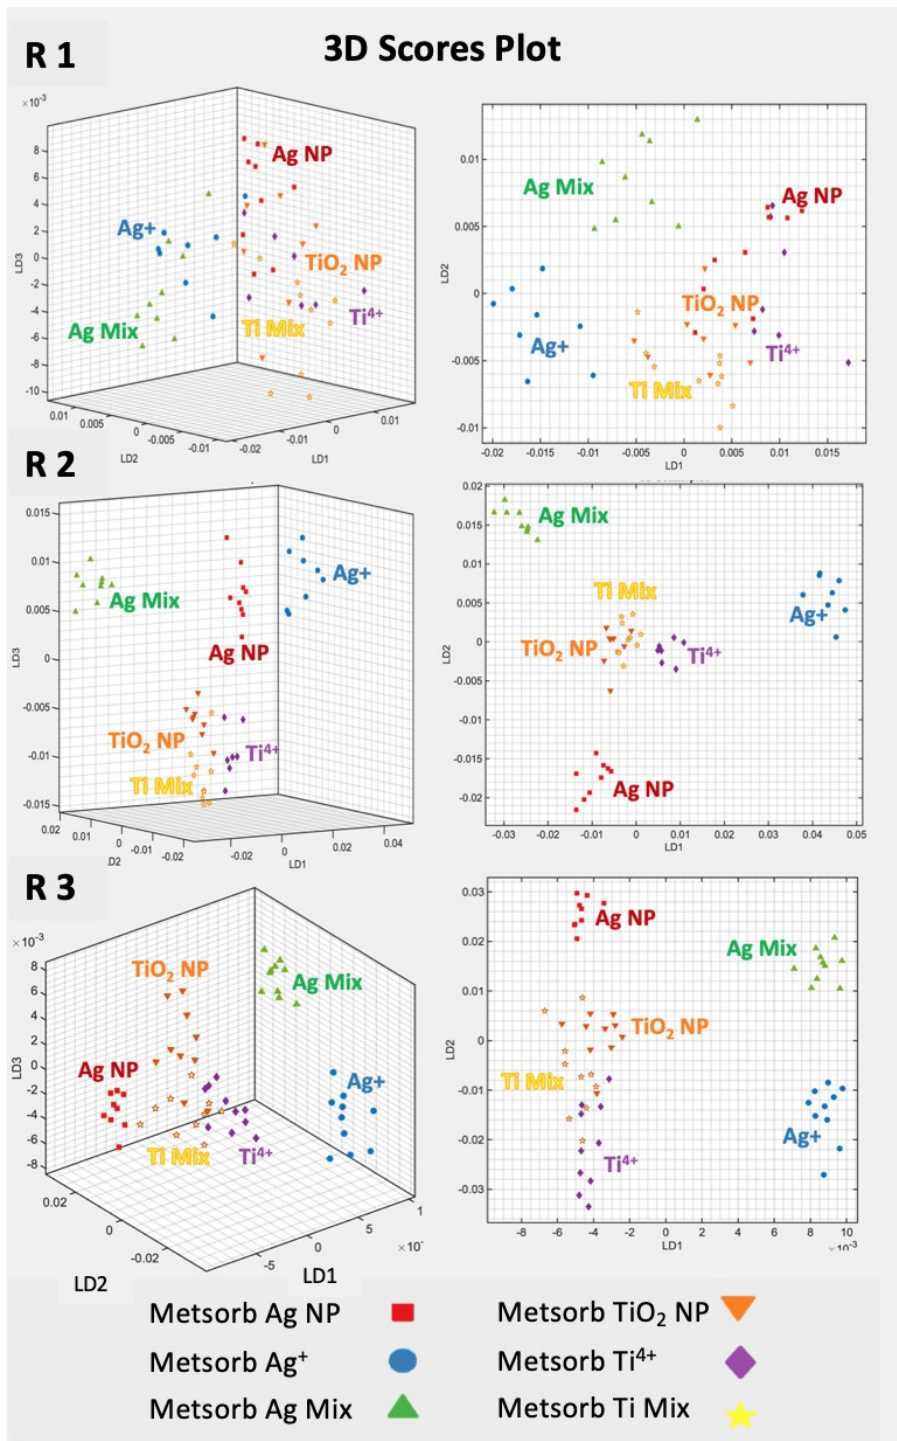 R 1
3D Scores Plot
×10⁻³
8
6
4
2
0
-2
-4
-6
-8
-10
LD3
Ag NP
Ag+
TiO₂ NP
Ti⁴⁺
Ti Mix
Ag Mix
0.01
0.005
0
-0.005
-0.01
LD2
-0.02
-0.01
0
0.01
LD1
0.01
0.005
0
-0.005
-0.01
LD2
Ag Mix
Ag NP
TiO₂ NP
Ag+
Ti⁴⁺
Ti Mix
-0.02 -0.015 -0.01 -0.005 0 0.005 0.01 0.015
LD1
R 2
0.015
0.01
0.005
0
-0.005
-0.01
-0.015
LD3
Ag+
Ag Mix
Ag NP
TiO₂ NP
Ti⁴⁺
Ti Mix
0.02
0.01
0
-0.01
-0.02
D2
-0.02
0
0.02
0.04
LD1
0.02
0.015
0.01
0.005
0
-0.005
-0.01
-0.015
-0.02
LD2
Ag Mix
Ti Mix
Ag+
TiO₂ NP
Ti⁴⁺
Ag NP
-0.03 -0.02 -0.01 0 0.01 0.02 0.03 0.04 0.05
LD1
R 3
×10⁻³
8
6
4
2
0
-2
-4
-6
-8
LD3
TiO₂ NP
Ag Mix
Ag NP
Ag+
Ti Mix
Ti⁴⁺
0.02
0
-0.02
LD2
-5
0
5
1
×10⁻
LD1
0.03
0.02
0.01
0
-0.01
-0.02
-0.03
LD2
Ag NP
Ag Mix
TiO₂ NP
Ti Mix
Ag+
Ti⁴⁺
-8 -6 -4 -2 0 2 4 6 8 10
LD1
×10⁻³
Metsorb Ag NP
Metsorb TiO₂ NP
Metsorb Ag⁺
Metsorb Ti⁴⁺
Metsorb Ag Mix
Metsorb Ti Mix